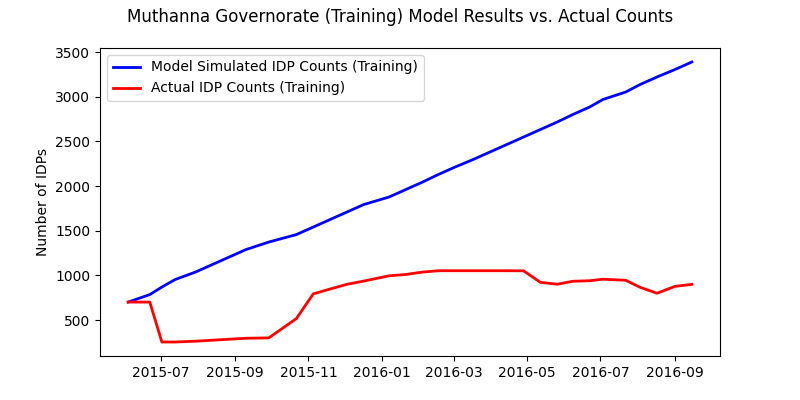 Muthanna Governorate (Training) Model Results vs. Actual Counts
Model Simulated IDP Counts (Training)
Actual IDP Counts (Training)
Number of IDPs
3500
3000
2500
2000
1500
1000
500
2015-07 2015-09 2015-11 2016-01 2016-03 2016-05 2016-07 2016-09